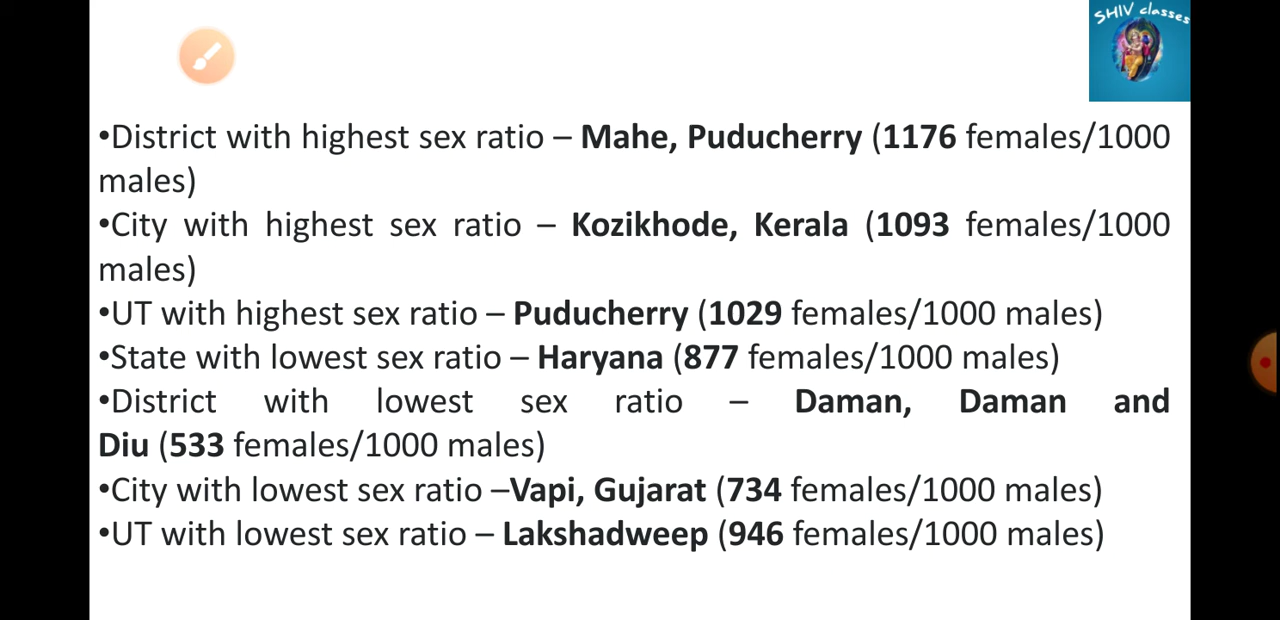 SHIV classes
•District with highest sex ratio – Mahe, Puducherry (1176 females/1000
males)
•City with highest sex ratio – Kozikhode, Kerala (1093 females/1000
males)
•UT with highest sex ratio – Puducherry (1029 females/1000 males)
•State with lowest sex ratio – Haryana (877 females/1000 males)
•District with lowest sex ratio – Daman, Daman and
Diu (533 females/1000 males)
•City with lowest sex ratio –Vapi, Gujarat (734 females/1000 males)
•UT with lowest sex ratio – Lakshadweep (946 females/1000 males)